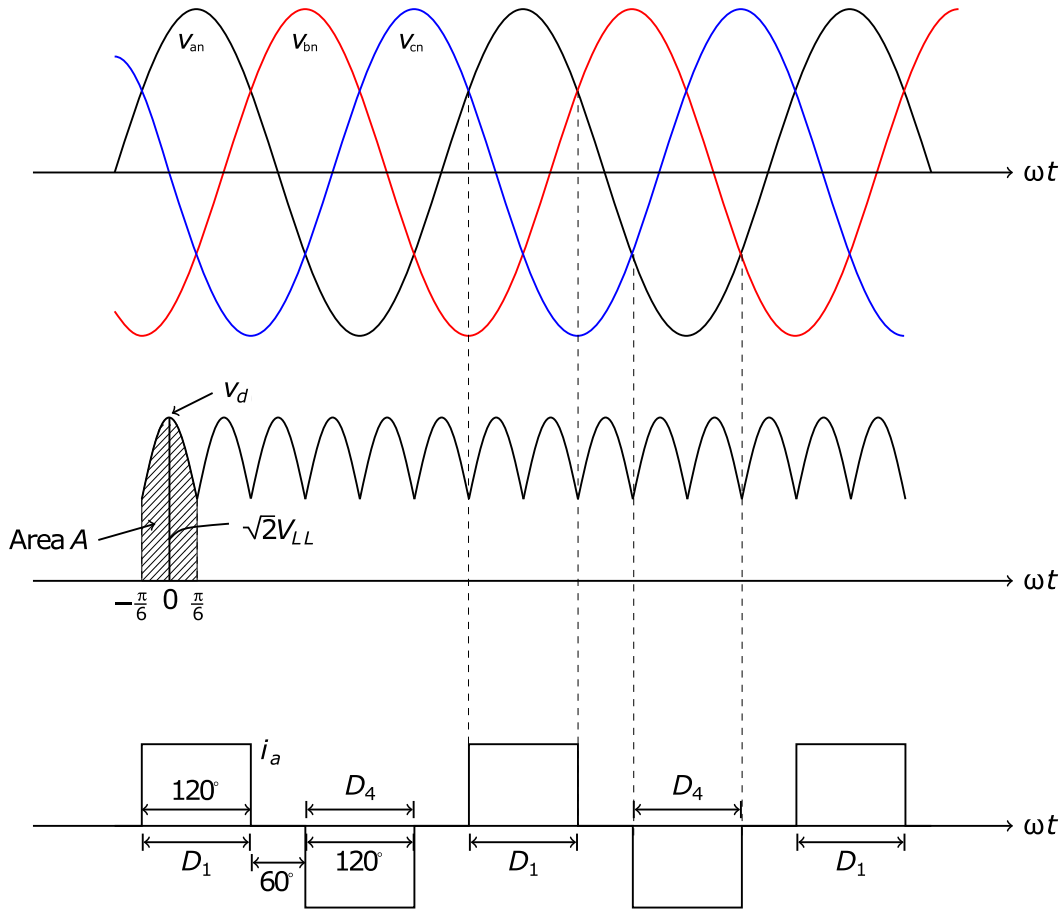 v_an
v_bn
v_cn
ωt
v_d
Area A
√2V_LL
−π/6 0 π/6
ωt
i_a
120°
D_4
D_4
ωt
D_1
120°
D_1
D_1
60°